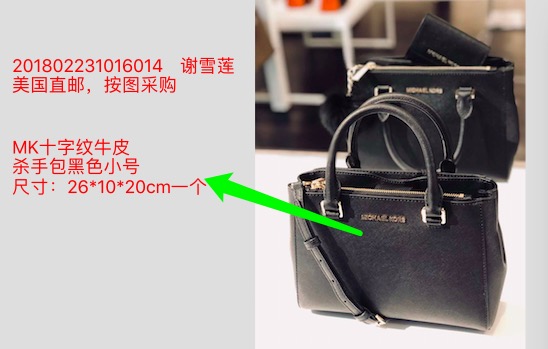 201802231016014 谢雪莲
美国直邮，按图采购
MK十字纹牛皮
杀手包黑色小号
尺寸：26*10*20cm一个
MICHAEL KORS
MICHAEL KORS